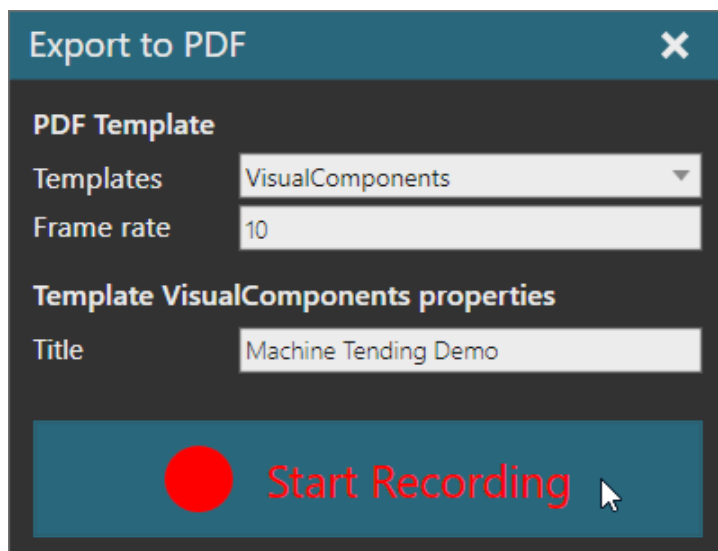 Export to PDF
PDF Template
Templates VisualComponents
Frame rate 10
Template VisualComponents properties
Title Machine Tending Demo
Start Recording